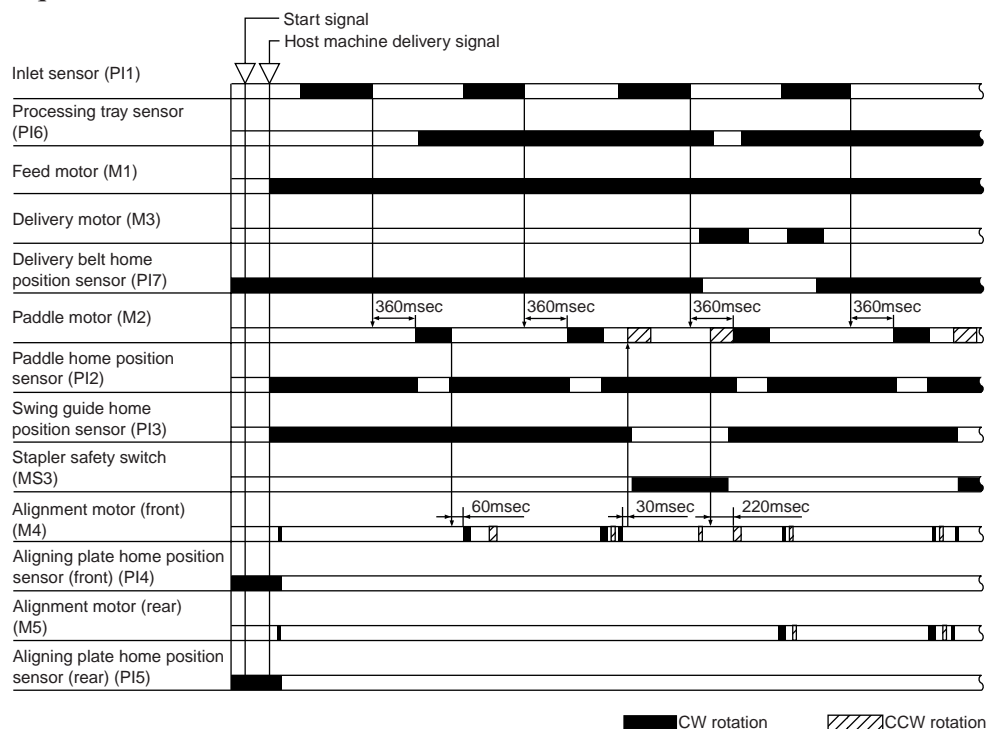 Start signal
Host machine delivery signal
Inlet sensor (PI1)
Processing tray sensor
(PI6)
Feed motor (M1)
Delivery motor (M3)
Delivery belt home
position sensor (PI7)
360msec 360msec 360msec 360msec
Paddle motor (M2)
Paddle home position
sensor (PI2)
Swing guide home
position sensor (PI3)
Stapler safety switch
(MS3)
Alignment motor (front)
(M4)
60msec 30msec 220msec
Aligning plate home position
sensor (front) (PI4)
Alignment motor (rear)
(M5)
Aligning plate home position
sensor (rear) (PI5)
CW rotation CCW rotation